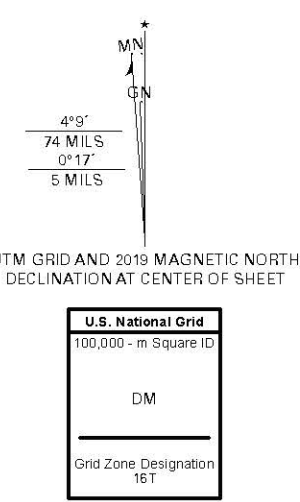 ★
MN
GN
4°9´
74 MILS
0°17´
5 MILS
UTM GRID AND 2019 MAGNETIC NORTH
DECLINATION AT CENTER OF SHEET
U.S. National Grid
100,000 - m Square ID
DM
Grid Zone Designation
16T